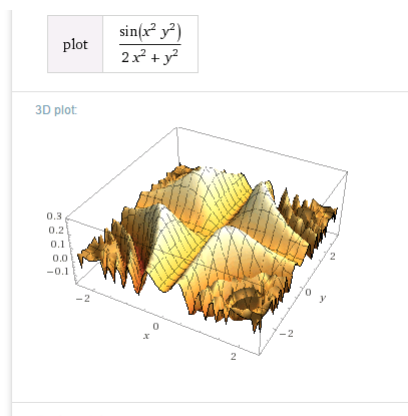 plot sin(x² y²)
2 x² + y²
3D plot:
0.3
0.2
0.1
0.0
−0.1
−2
0
x
2
2
0
y
−2